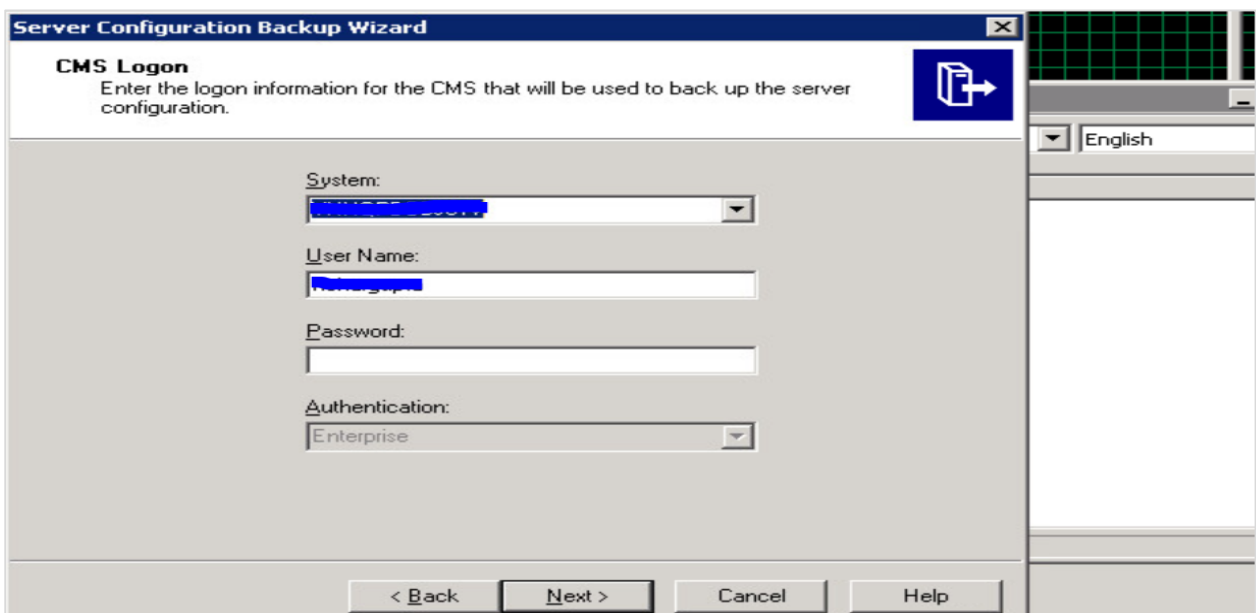 Server Configuration Backup Wizard
CMS Logon
Enter the logon information for the CMS that will be used to back up the server
configuration.
English
System:
User Name:
Password:
Authentication:
Enterprise
< Back
Next >
Cancel
Help